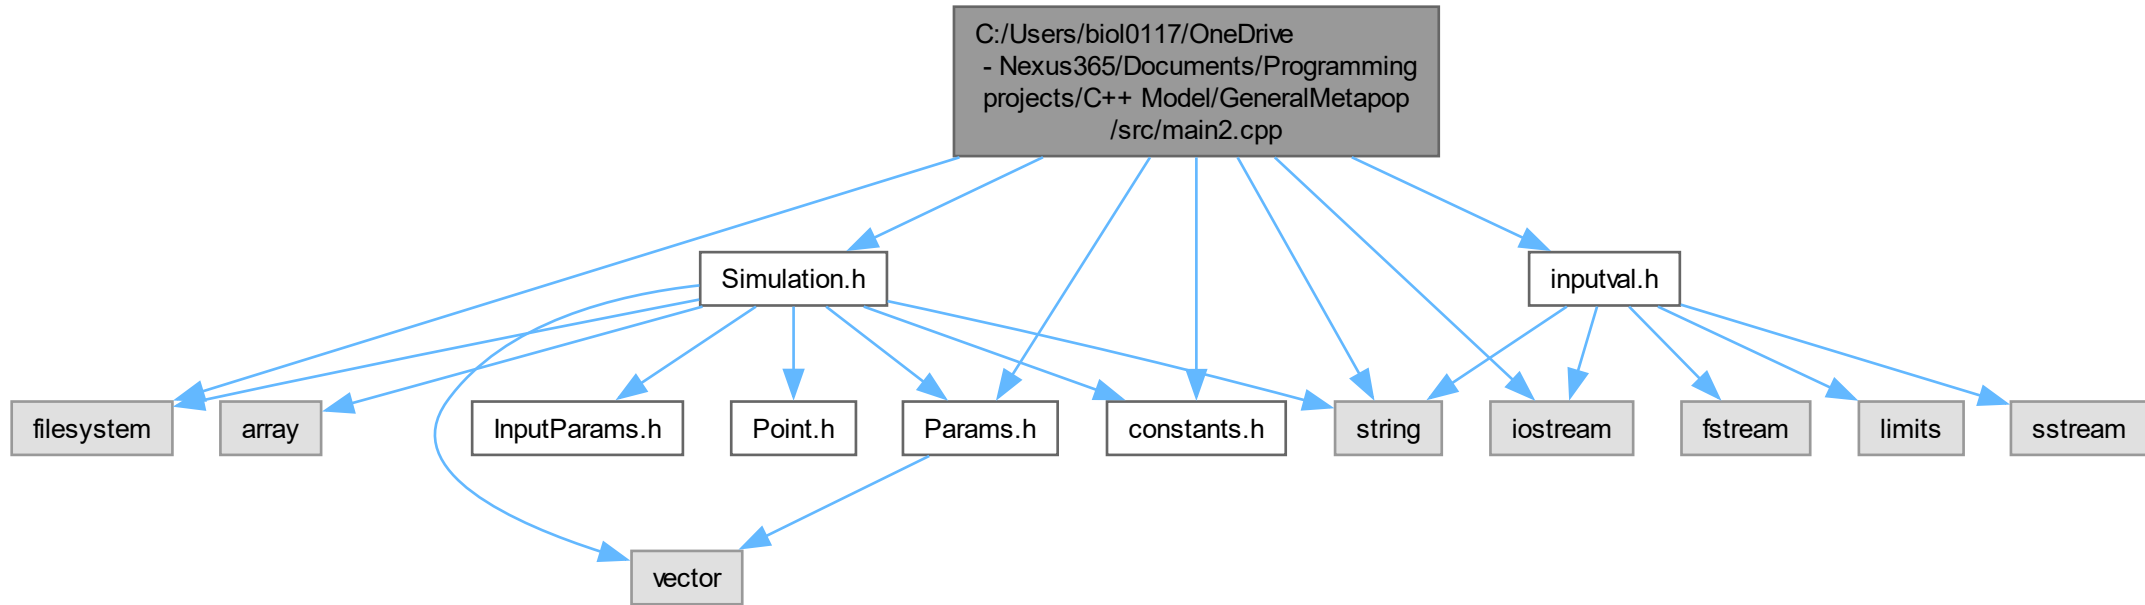 C:/Users/biol0117/OneDrive
- Nexus365/Documents/Programming
projects/C++ Model/GeneralMetapop
/src/main2.cpp
Simulation.h
inputval.h
filesystem
array
InputParams.h
Point.h
Params.h
constants.h
string
iostream
fstream
limits
sstream
vector